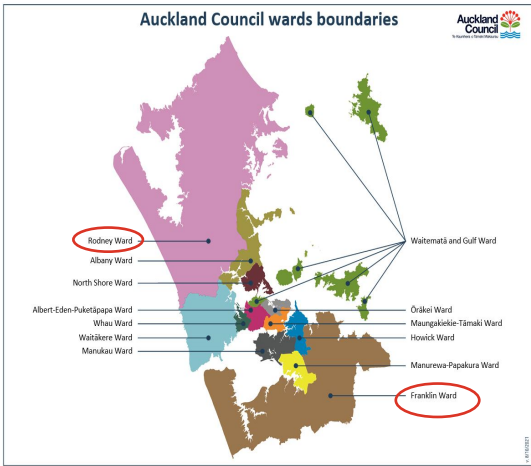 Auckland Council wards boundaries
Auckland
Council
Te Kaunihera o Tāmaki Makaurau
Rodney Ward
Albany Ward
North Shore Ward
Albert-Eden-Puketāpapa Ward
Whau Ward
Waitākere Ward
Manukau Ward
Waitematā and Gulf Ward
Ōrākei Ward
Maungakiekie-Tāmaki Ward
Howick Ward
Manurewa-Papakura Ward
Franklin Ward